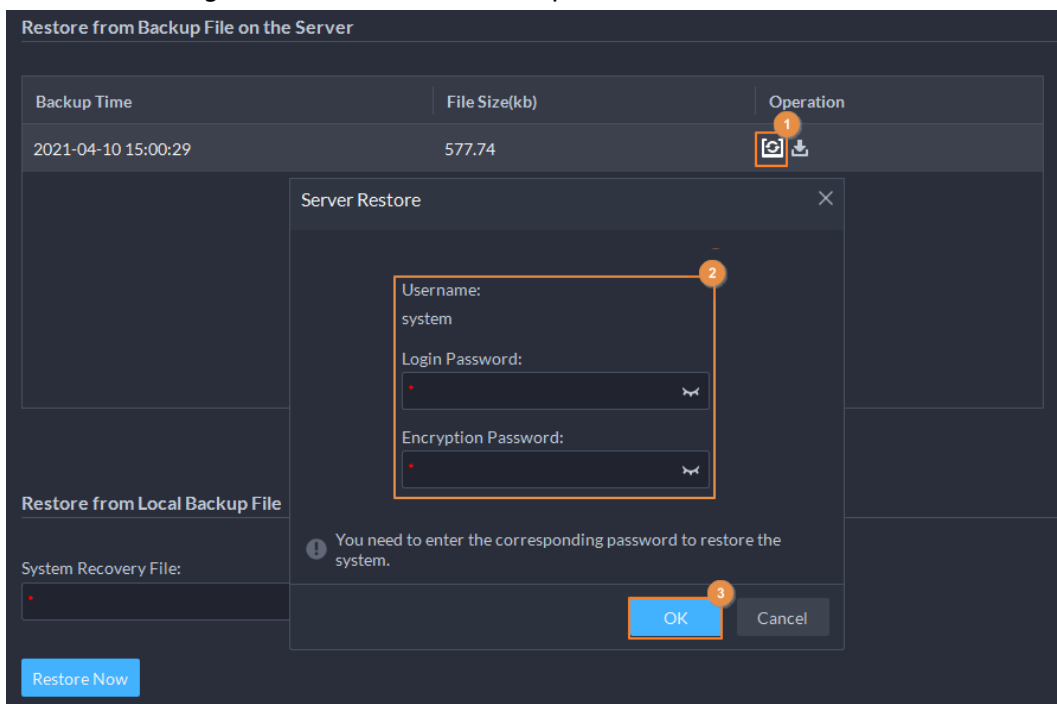 Restore from Backup File on the Server
Backup Time File Size(kb) Operation
1
2021-04-10 15:00:29 577.74
Server Restore
2
Username:
system
Login Password:
*
Encryption Password:
*
Restore from Local Backup File
You need to enter the corresponding password to restore the
system.
System Recovery File:
*
3
OK Cancel
Restore Now